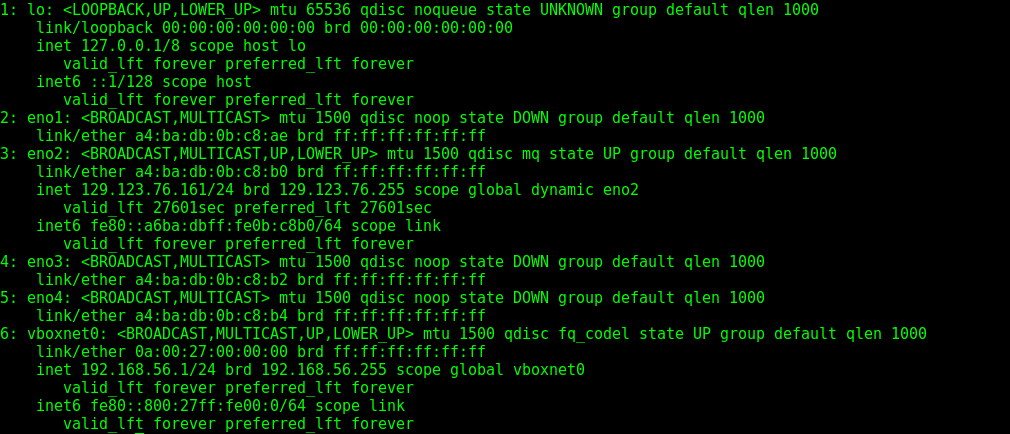 1: lo: <LOOPBACK,UP,LOWER_UP> mtu 65536 qdisc noqueue state UNKNOWN group default qlen 1000
    link/loopback 00:00:00:00:00:00 brd 00:00:00:00:00:00
    inet 127.0.0.1/8 scope host lo
       valid_lft forever preferred_lft forever
    inet6 ::1/128 scope host
       valid_lft forever preferred_lft forever
2: eno1: <BROADCAST,MULTICAST> mtu 1500 qdisc noop state DOWN group default qlen 1000
    link/ether a4:ba:db:0b:c8:ae brd ff:ff:ff:ff:ff:ff
3: eno2: <BROADCAST,MULTICAST,UP,LOWER_UP> mtu 1500 qdisc mq state UP group default qlen 1000
    link/ether a4:ba:db:0b:c8:b0 brd ff:ff:ff:ff:ff:ff
    inet 129.123.76.161/24 brd 129.123.76.255 scope global dynamic eno2
       valid_lft 27601sec preferred_lft 27601sec
    inet6 fe80::a6ba:dbff:fe0b:c8b0/64 scope link
       valid_lft forever preferred_lft forever
4: eno3: <BROADCAST,MULTICAST> mtu 1500 qdisc noop state DOWN group default qlen 1000
    link/ether a4:ba:db:0b:c8:b2 brd ff:ff:ff:ff:ff:ff
5: eno4: <BROADCAST,MULTICAST> mtu 1500 qdisc noop state DOWN group default qlen 1000
    link/ether a4:ba:db:0b:c8:b4 brd ff:ff:ff:ff:ff:ff
6: vboxnet0: <BROADCAST,MULTICAST,UP,LOWER_UP> mtu 1500 qdisc fq_codel state UP group default qlen 1000
    link/ether 0a:00:27:00:00:00 brd ff:ff:ff:ff:ff:ff
    inet 192.168.56.1/24 brd 192.168.56.255 scope global vboxnet0
       valid_lft forever preferred_lft forever
    inet6 fe80::800:27ff:fe00:0/64 scope link
       valid_lft forever preferred_lft forever